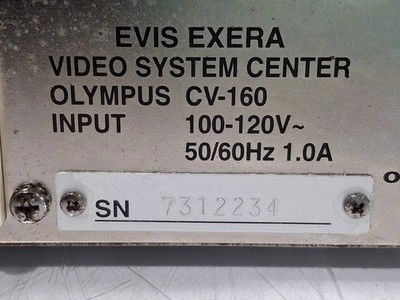 EVIS EXERA
VIDEO SYSTEM CENTER
OLYMPUS CV-160
INPUT 100-120V~
50/60Hz 1.0A
SN 7312234